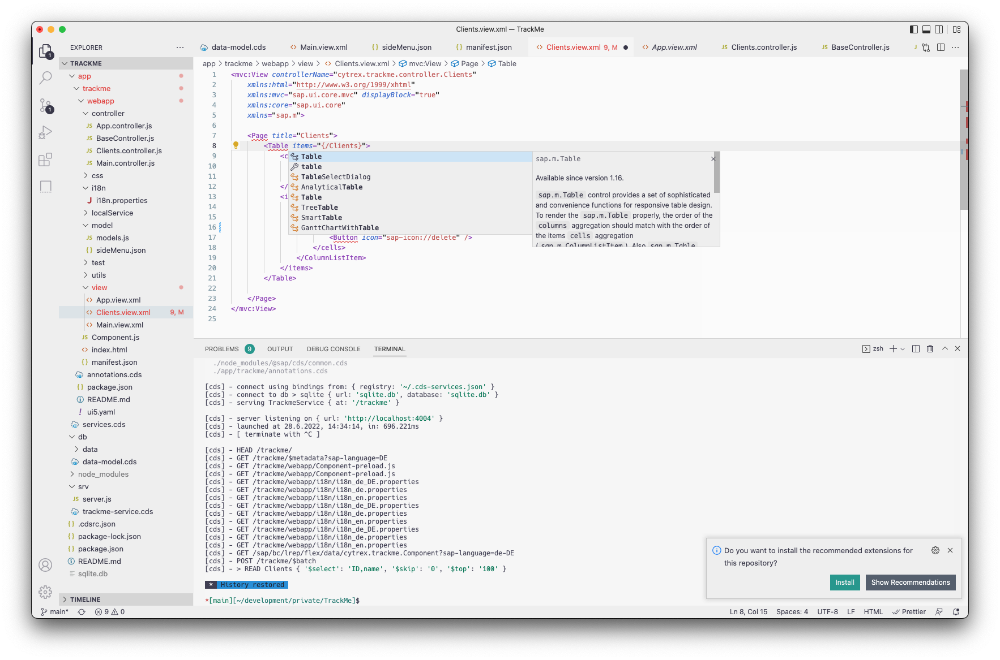 Clients.view.xml — TrackMe
EXPLORER
TRACKME
app
trackme
webapp
controller
JS App.controller.js
JS BaseController.js
JS Clients.controller.js
JS Main.controller.js
css
i18n
i18n.properties
localService
model
JS models.js
{} sideMenu.json
test
utils
view
<> App.view.xml
<> Clients.view.xml 9, M
<> Main.view.xml
JS Component.js
<> index.html
{} manifest.json
annotations.cds
{} package.json
README.md
! ui5.yaml
services.cds
db
data
data-model.cds
node_modules
srv
JS server.js
trackme-service.cds
{} .cdsrc.json
{} package-lock.json
{} package.json
README.md
sqlite.db
TIMELINE
1
1
data-model.cds <> Main.view.xml {} sideMenu.json {} manifest.json <> Clients.view.xml 9, M ● <> App.view.xml JS Clients.controller.js JS BaseController.js
app > trackme > webapp > view > <> Clients.view.xml > mvc:View > Page > Table
1 <mvc:View controllerName="cytrex.trackme.controller.Clients"
2 xmlns:html="http://www.w3.org/1999/xhtml"
3 xmlns:mvc="sap.ui.core.mvc" displayBlock="true"
4 xmlns:core="sap.ui.core"
5 xmlns="sap.m">
6
7 <Page title="Clients">
8 <Table items="{/Clients}">
9 <c
10
11
12 </
13 <i
14
15
16
17 <Button icon="sap-icon://delete" />
18 </cells>
19 </ColumnListItem>
20 </items>
21 </Table>
22
23 </Page>
24 </mvc:View>
25
Table
table
TableSelectDialog
AnalyticalTable
Table
TreeTable
SmartTable
GanttChartWithTable
sap.m.Table
Available since version 1.16.
sap.m.Table control provides a set of sophisticated
and convenience functions for responsive table design.
To render the sap.m.Table properly, the order of the
columns aggregation should match with the order of
the items cells aggregation
(sap.m.ColumnListItem). Also sap.m.Table
PROBLEMS 9 OUTPUT DEBUG CONSOLE TERMINAL
zsh
./node_modules/@sap/cds/common.cds
./app/trackme/annotations.cds
[cds] - connect using bindings from: { registry: '~/.cds-services.json' }
[cds] - connect to db > sqlite { url: 'sqlite.db', database: 'sqlite.db' }
[cds] - serving TrackmeService { at: '/trackme' }
[cds] - server listening on { url: 'http://localhost:4004' }
[cds] - launched at 28.6.2022, 14:34:14, in: 696.221ms
[cds] - [ terminate with ^C ]
[cds] - HEAD /trackme/
[cds] - GET /trackme/$metadata?sap-language=DE
[cds] - GET /trackme/webapp/Component-preload.js
[cds] - GET /trackme/webapp/Component-preload.js
[cds] - GET /trackme/webapp/i18n/i18n_de_DE.properties
[cds] - GET /trackme/webapp/i18n/i18n_de.properties
[cds] - GET /trackme/webapp/i18n/i18n_en.properties
[cds] - GET /trackme/webapp/i18n/i18n_de_DE.properties
[cds] - GET /trackme/webapp/i18n/i18n_de.properties
[cds] - GET /trackme/webapp/i18n/i18n_en.properties
[cds] - GET /trackme/webapp/i18n/i18n_de_DE.properties
[cds] - GET /trackme/webapp/i18n/i18n_de.properties
[cds] - GET /trackme/webapp/i18n/i18n_en.properties
[cds] - GET /sap/bc/lrep/flex/data/cytrex.trackme.Component?sap-language=de-DE
[cds] - POST /trackme/$batch
[cds] - > READ Clients { '$select': 'ID,name', '$skip': '0', '$top': '100' }
* History restored
*[main][~/development/private/TrackMe]$
Do you want to install the recommended extensions for
this repository?
Install Show Recommendations
main* 9 0 Ln 8, Col 15 Spaces: 4 UTF-8 LF HTML Prettier